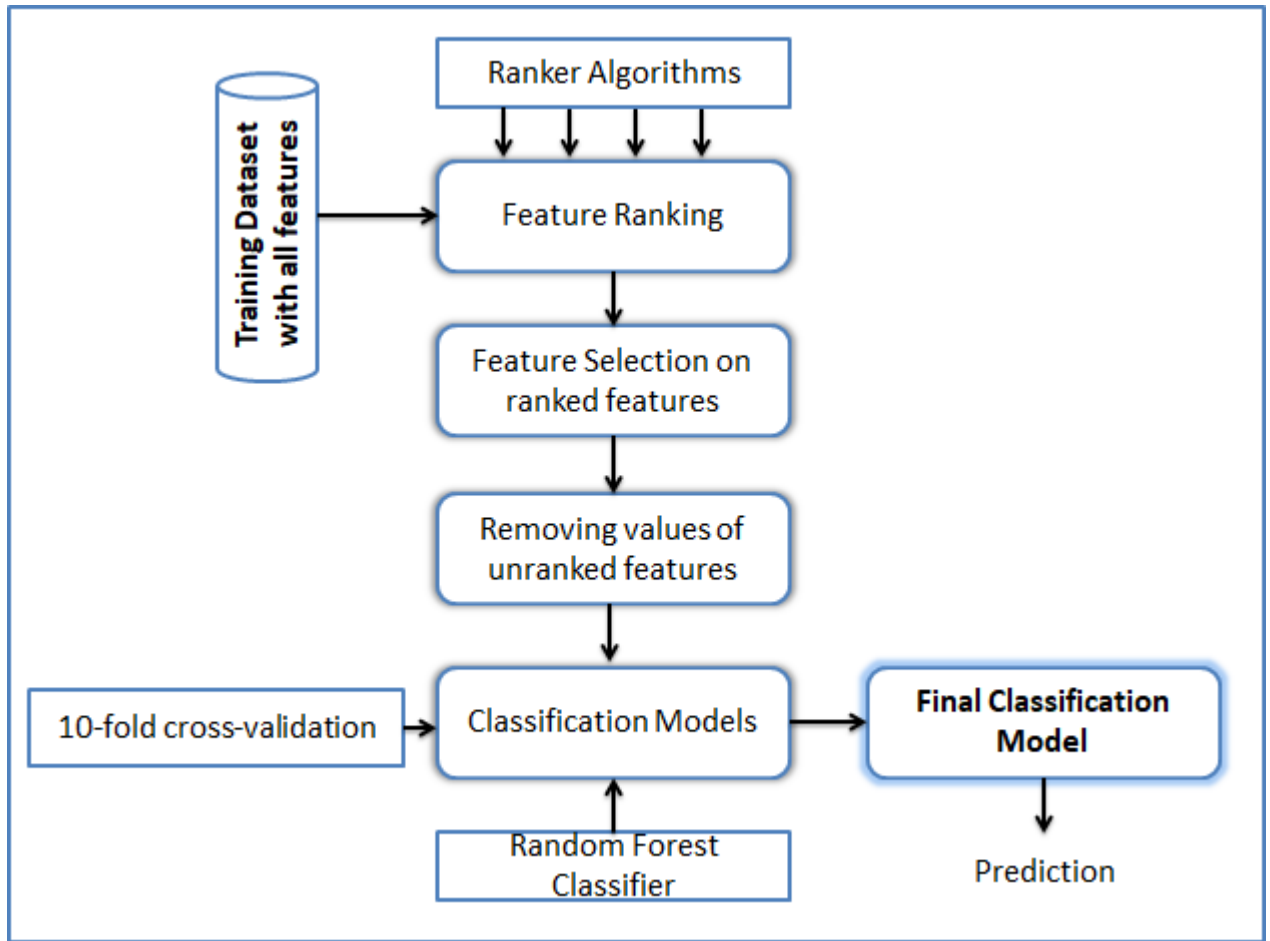 Ranker Algorithms
Training Dataset
with all features
Feature Ranking
Feature Selection on
ranked features
Removing values of
unranked features
10-fold cross-validation
Classification Models
Final Classification
Model
Random Forest
Classifier
Prediction